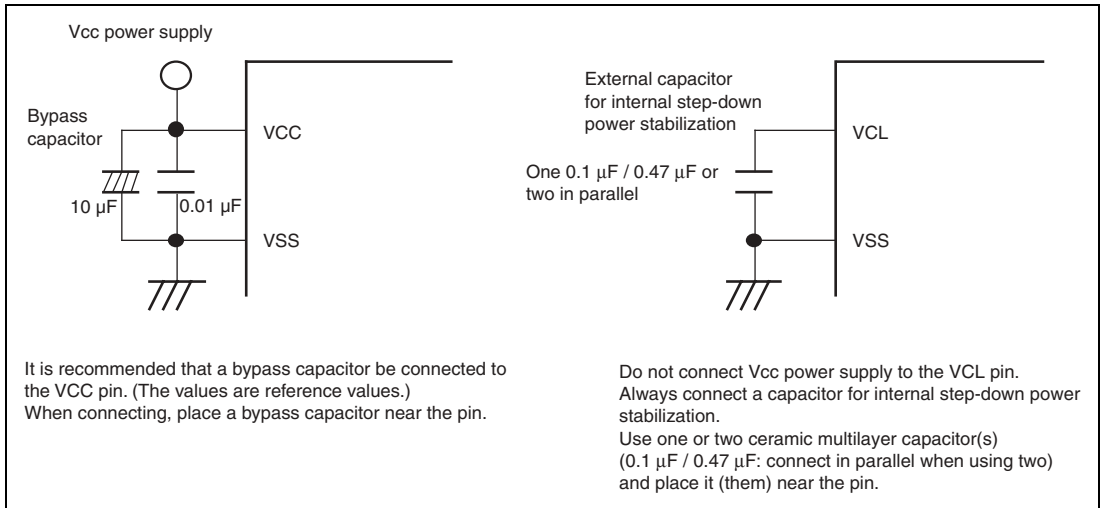 Vcc power supply
Bypass
capacitor
VCC
10 µF
0.01 µF
VSS
It is recommended that a bypass capacitor be connected to
the VCC pin. (The values are reference values.)
When connecting, place a bypass capacitor near the pin.
External capacitor
for internal step-down
power stabilization
VCL
One 0.1 µF / 0.47 µF or
two in parallel
VSS
Do not connect Vcc power supply to the VCL pin.
Always connect a capacitor for internal step-down power
stabilization.
Use one or two ceramic multilayer capacitor(s)
(0.1 µF / 0.47 µF: connect in parallel when using two)
and place it (them) near the pin.